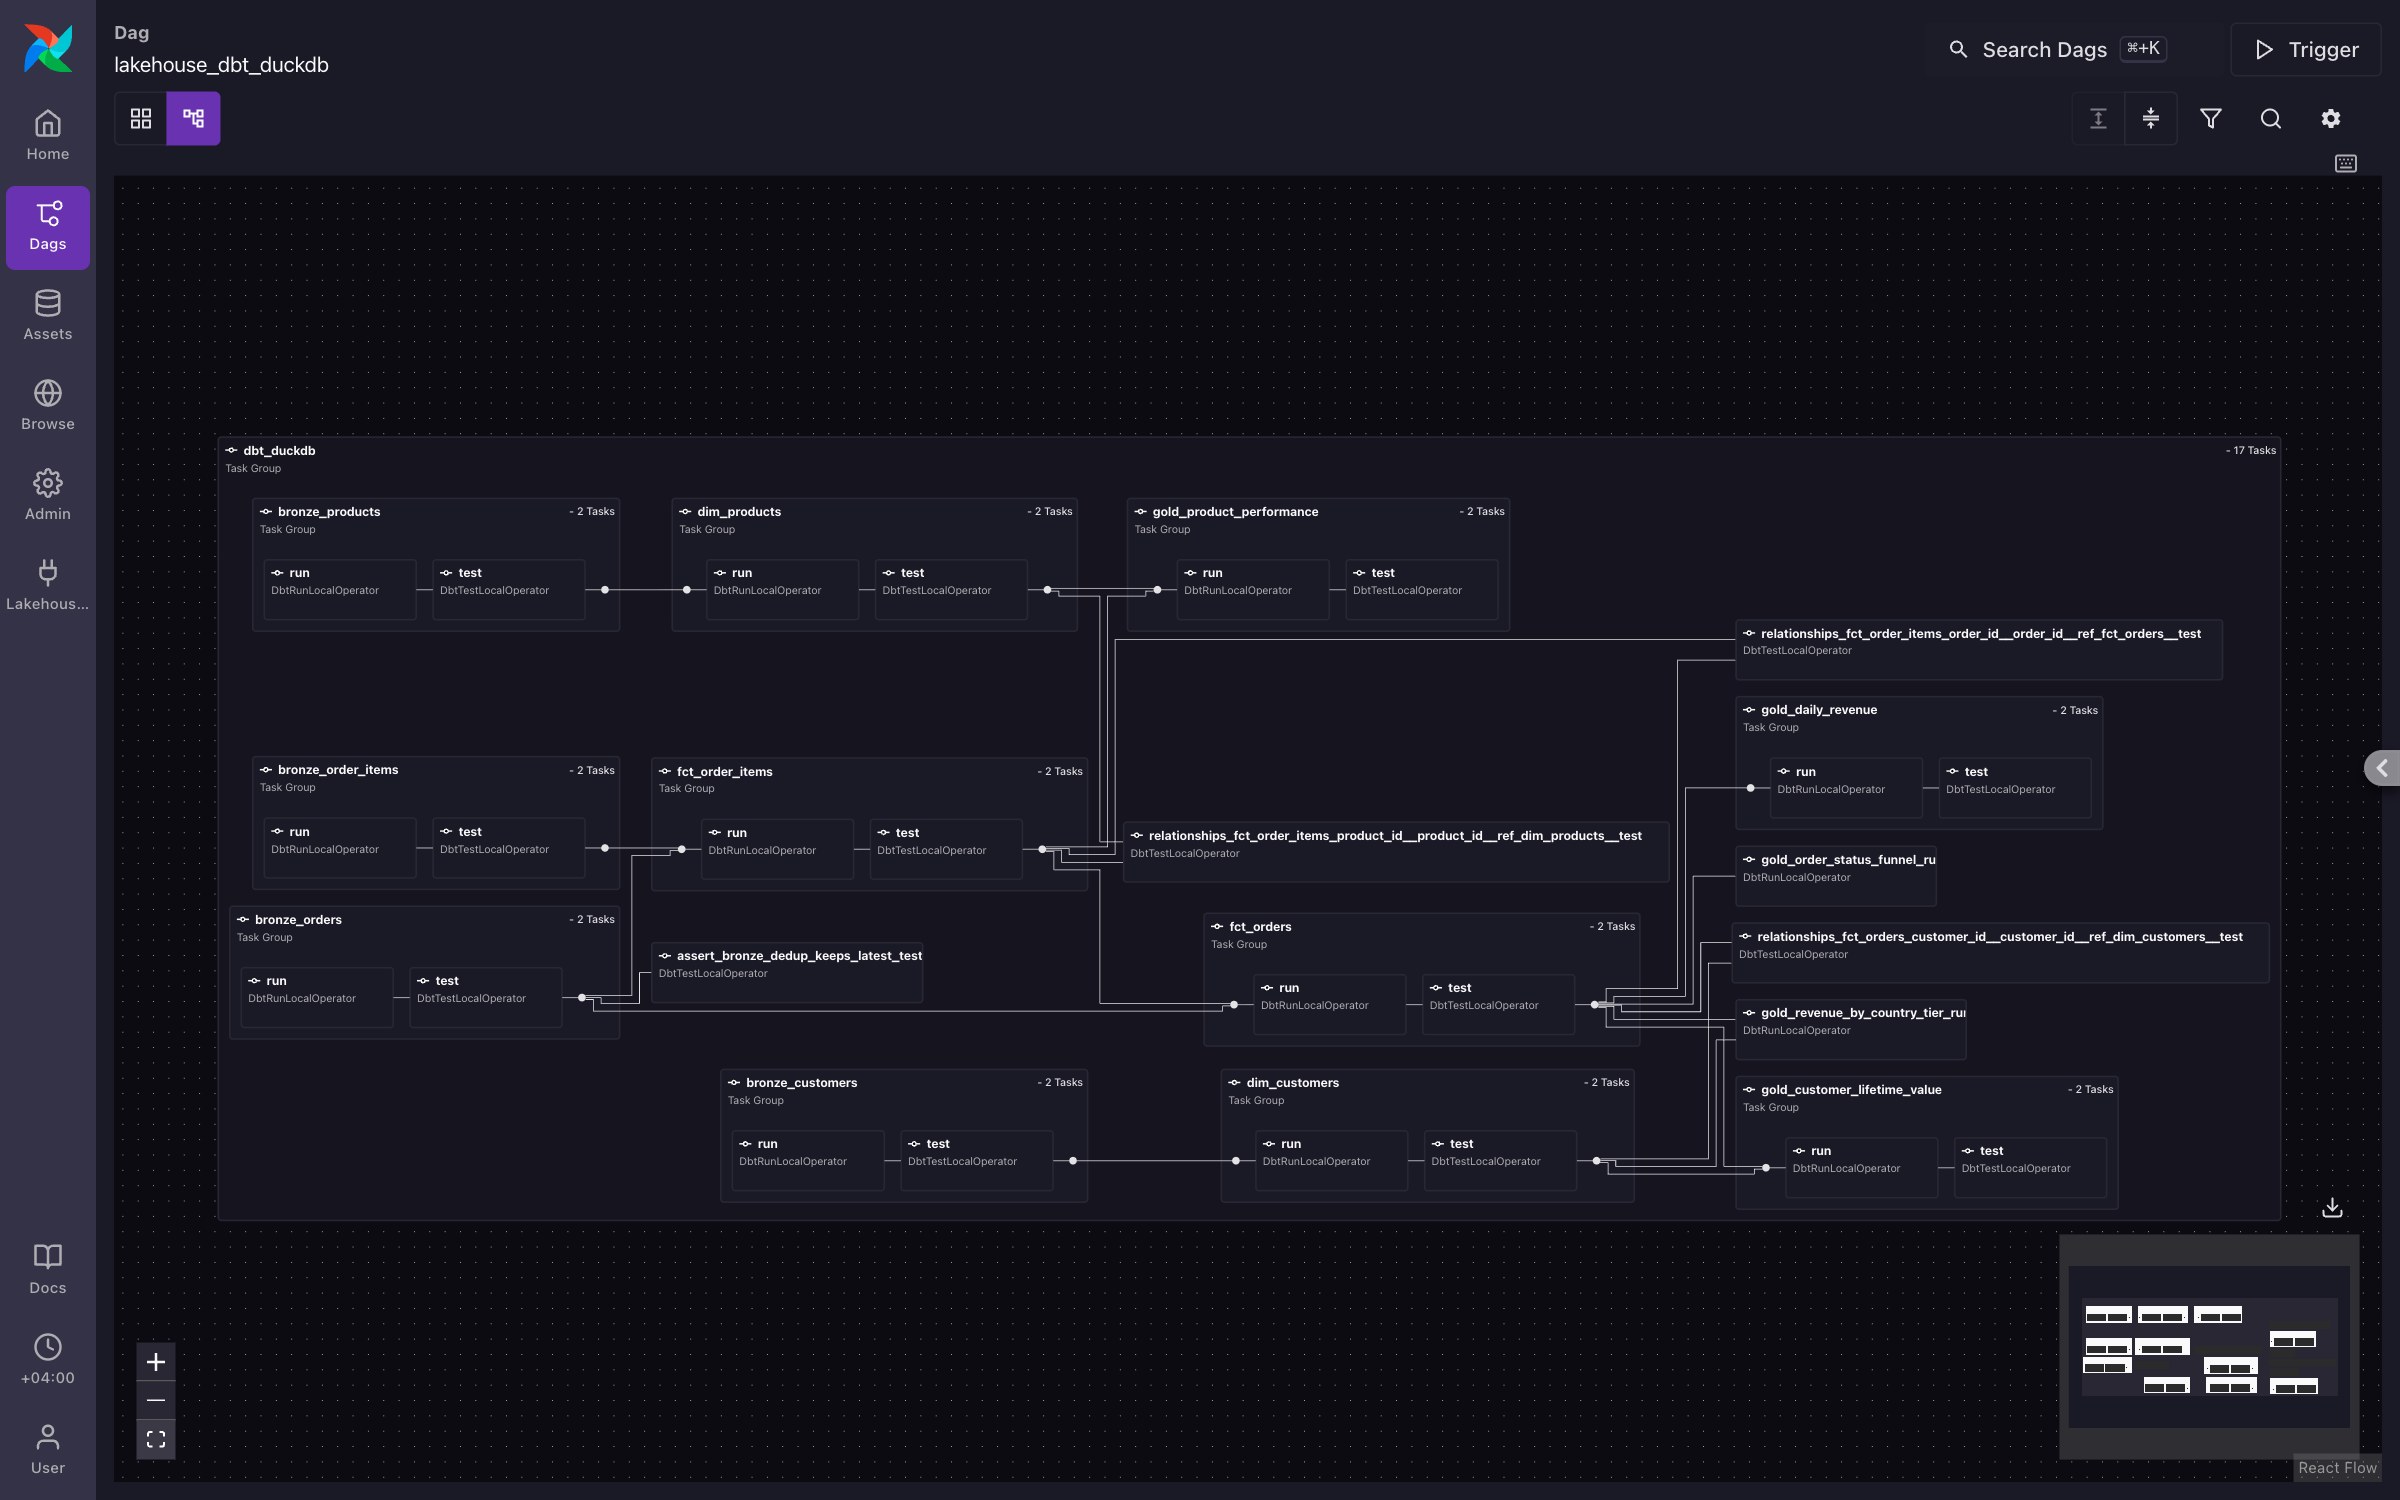 Dag
lakehouse_dbt_duckdb
Search Dags ⌘+K
Trigger
Home
Dags
Assets
Browse
Admin
Lakehous...
Docs
+04:00
User
dbt_duckdb - 17 Tasks
Task Group
bronze_products - 2 Tasks
Task Group
run
DbtRunLocalOperator
test
DbtTestLocalOperator
dim_products - 2 Tasks
Task Group
run
DbtRunLocalOperator
test
DbtTestLocalOperator
gold_product_performance - 2 Tasks
Task Group
run
DbtRunLocalOperator
test
DbtTestLocalOperator
relationships_fct_order_items_order_id__order_id__ref_fct_orders__test
DbtTestLocalOperator
gold_daily_revenue - 2 Tasks
Task Group
run
DbtRunLocalOperator
test
DbtTestLocalOperator
bronze_order_items - 2 Tasks
Task Group
run
DbtRunLocalOperator
test
DbtTestLocalOperator
fct_order_items - 2 Tasks
Task Group
run
DbtRunLocalOperator
test
DbtTestLocalOperator
relationships_fct_order_items_product_id__product_id__ref_dim_products__test
DbtTestLocalOperator
gold_order_status_funnel_ru
DbtRunLocalOperator
bronze_orders - 2 Tasks
Task Group
run
DbtRunLocalOperator
test
DbtTestLocalOperator
assert_bronze_dedup_keeps_latest_test
DbtTestLocalOperator
fct_orders - 2 Tasks
Task Group
run
DbtRunLocalOperator
test
DbtTestLocalOperator
relationships_fct_orders_customer_id__customer_id__ref_dim_customers__test
DbtTestLocalOperator
gold_revenue_by_country_tier_ru
DbtRunLocalOperator
bronze_customers - 2 Tasks
Task Group
run
DbtRunLocalOperator
test
DbtTestLocalOperator
dim_customers - 2 Tasks
Task Group
run
DbtRunLocalOperator
test
DbtTestLocalOperator
gold_customer_lifetime_value - 2 Tasks
Task Group
run
DbtRunLocalOperator
test
DbtTestLocalOperator
React Flow